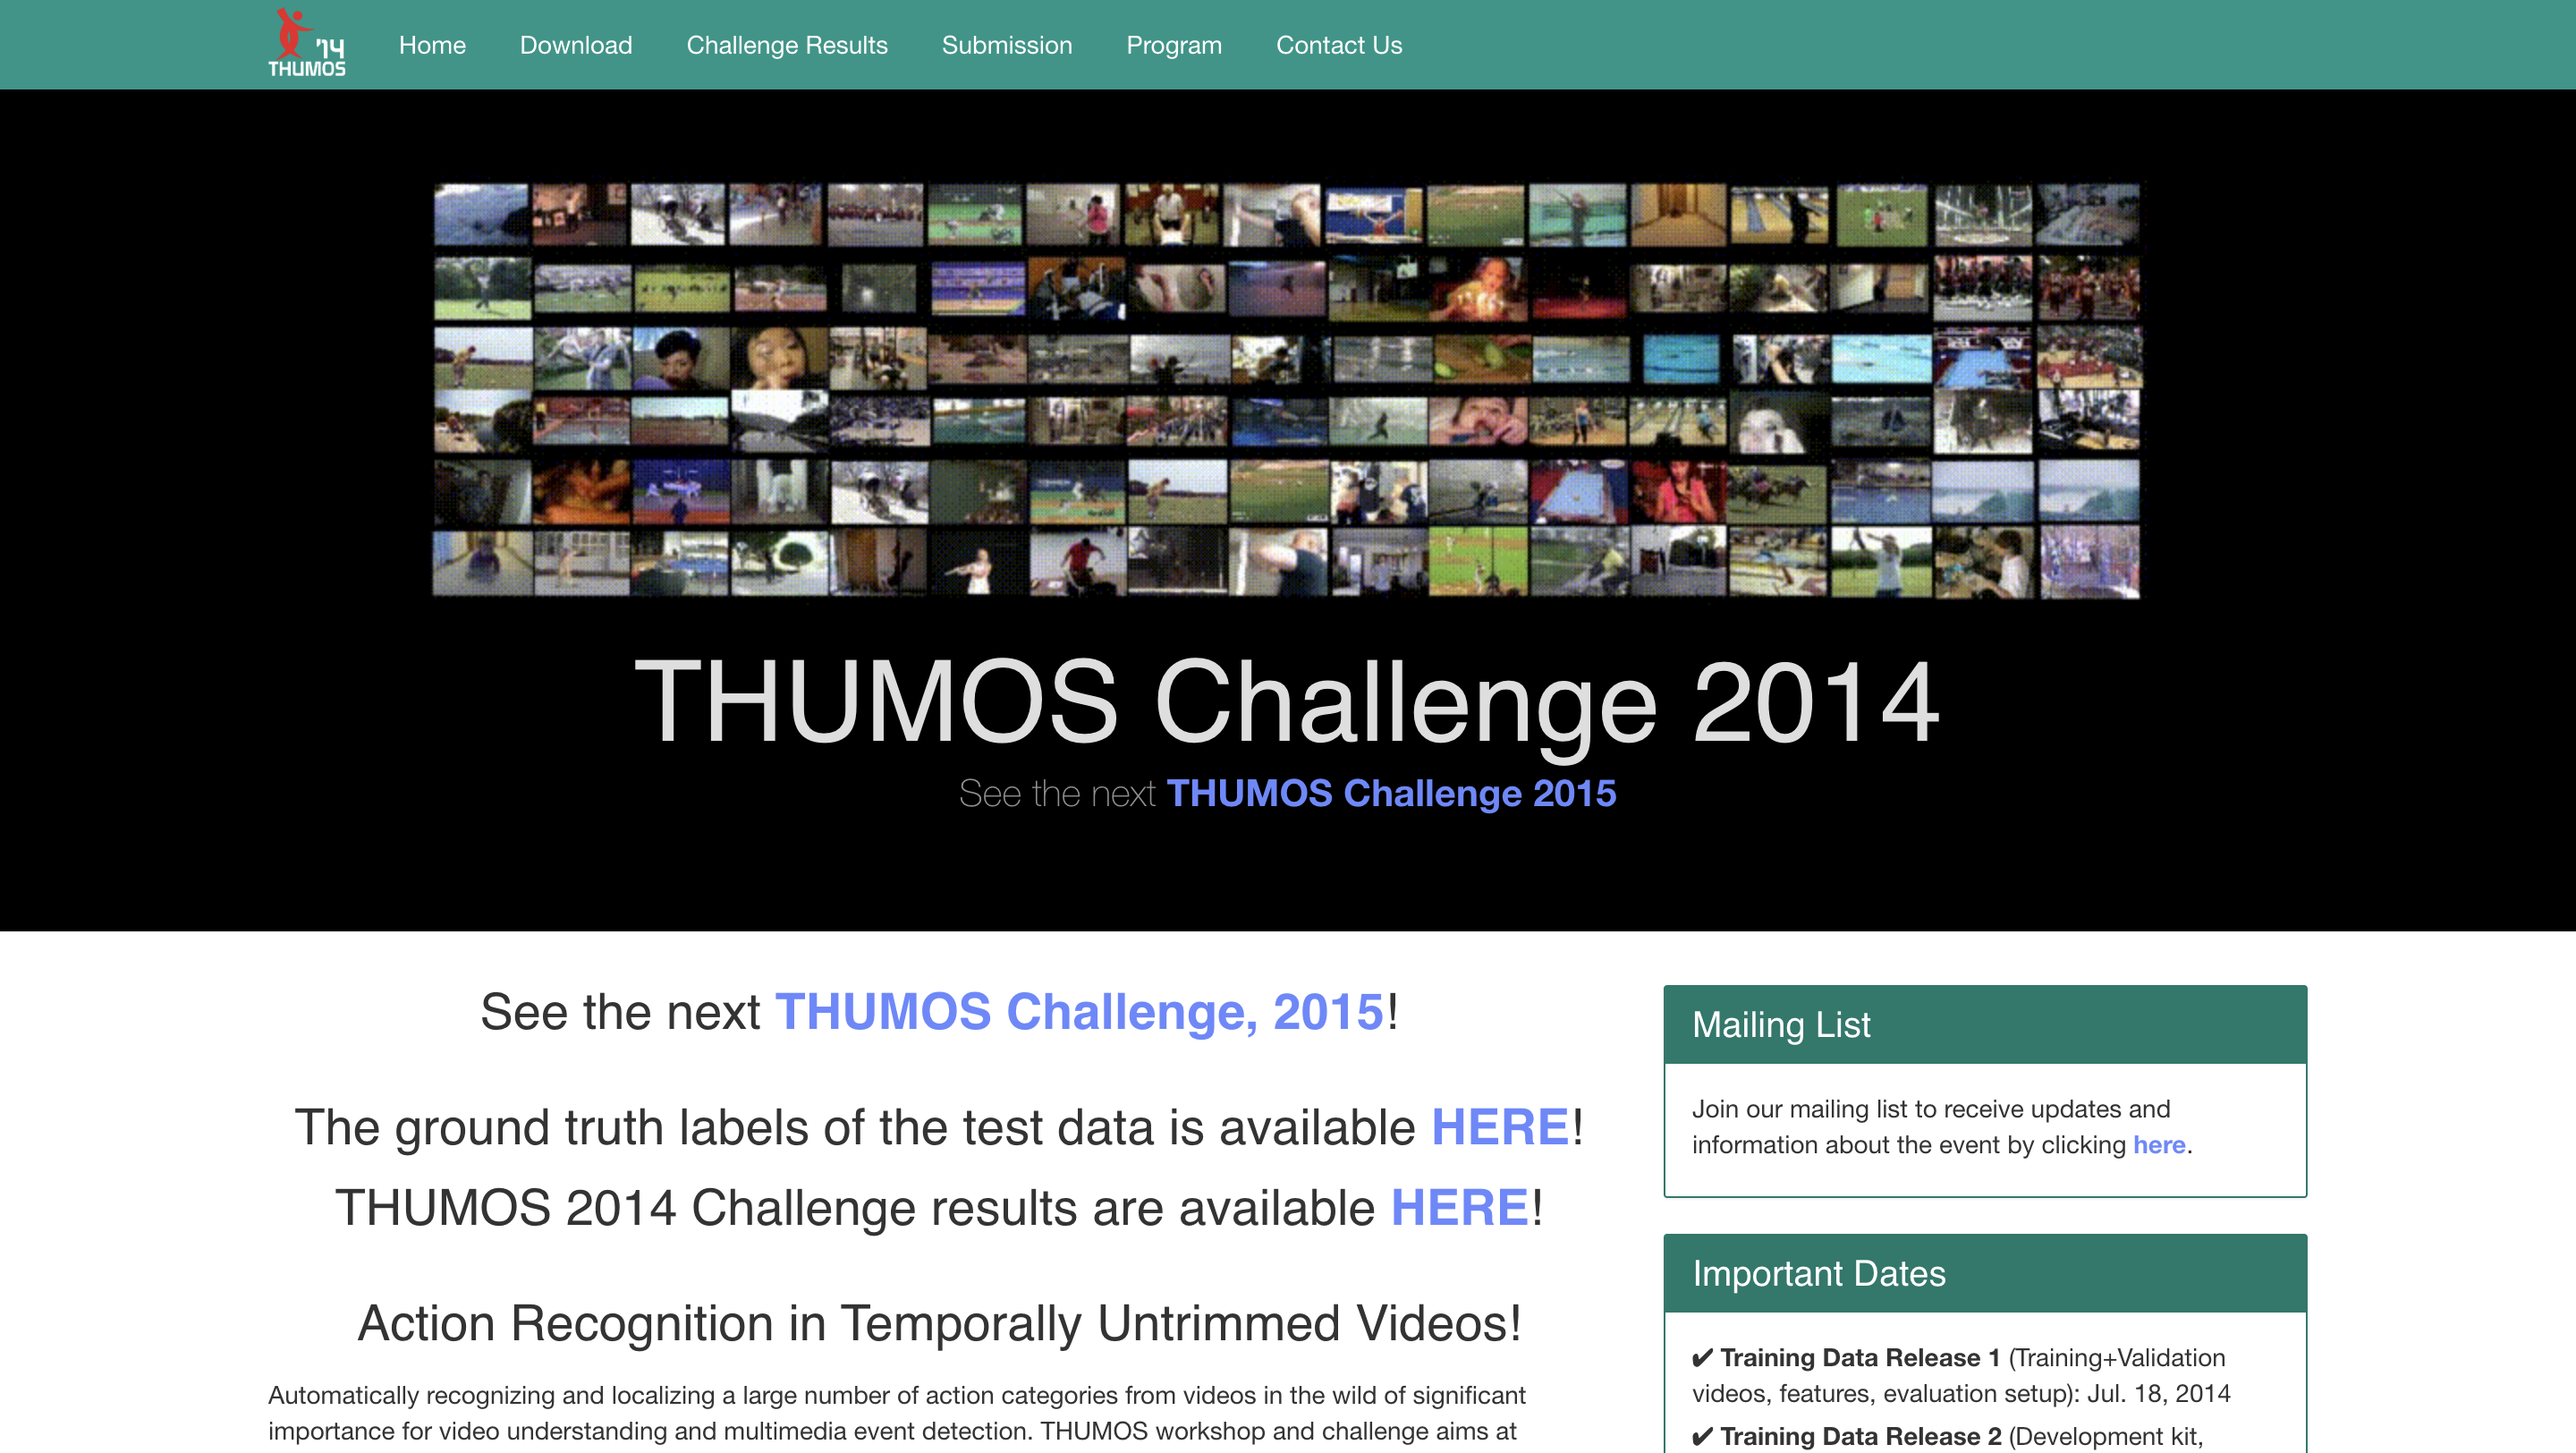 '14
THUMOS
Home
Download
Challenge Results
Submission
Program
Contact Us
THUMOS Challenge 2014
See the next THUMOS Challenge 2015
See the next THUMOS Challenge, 2015!
The ground truth labels of the test data is available HERE!
THUMOS 2014 Challenge results are available HERE!
Action Recognition in Temporally Untrimmed Videos!
Automatically recognizing and localizing a large number of action categories from videos in the wild of significant
importance for video understanding and multimedia event detection. THUMOS workshop and challenge aims at
Mailing List
Join our mailing list to receive updates and
information about the event by clicking here.
Important Dates
✔ Training Data Release 1 (Training+Validation
videos, features, evaluation setup): Jul. 18, 2014
✔ Training Data Release 2 (Development kit,